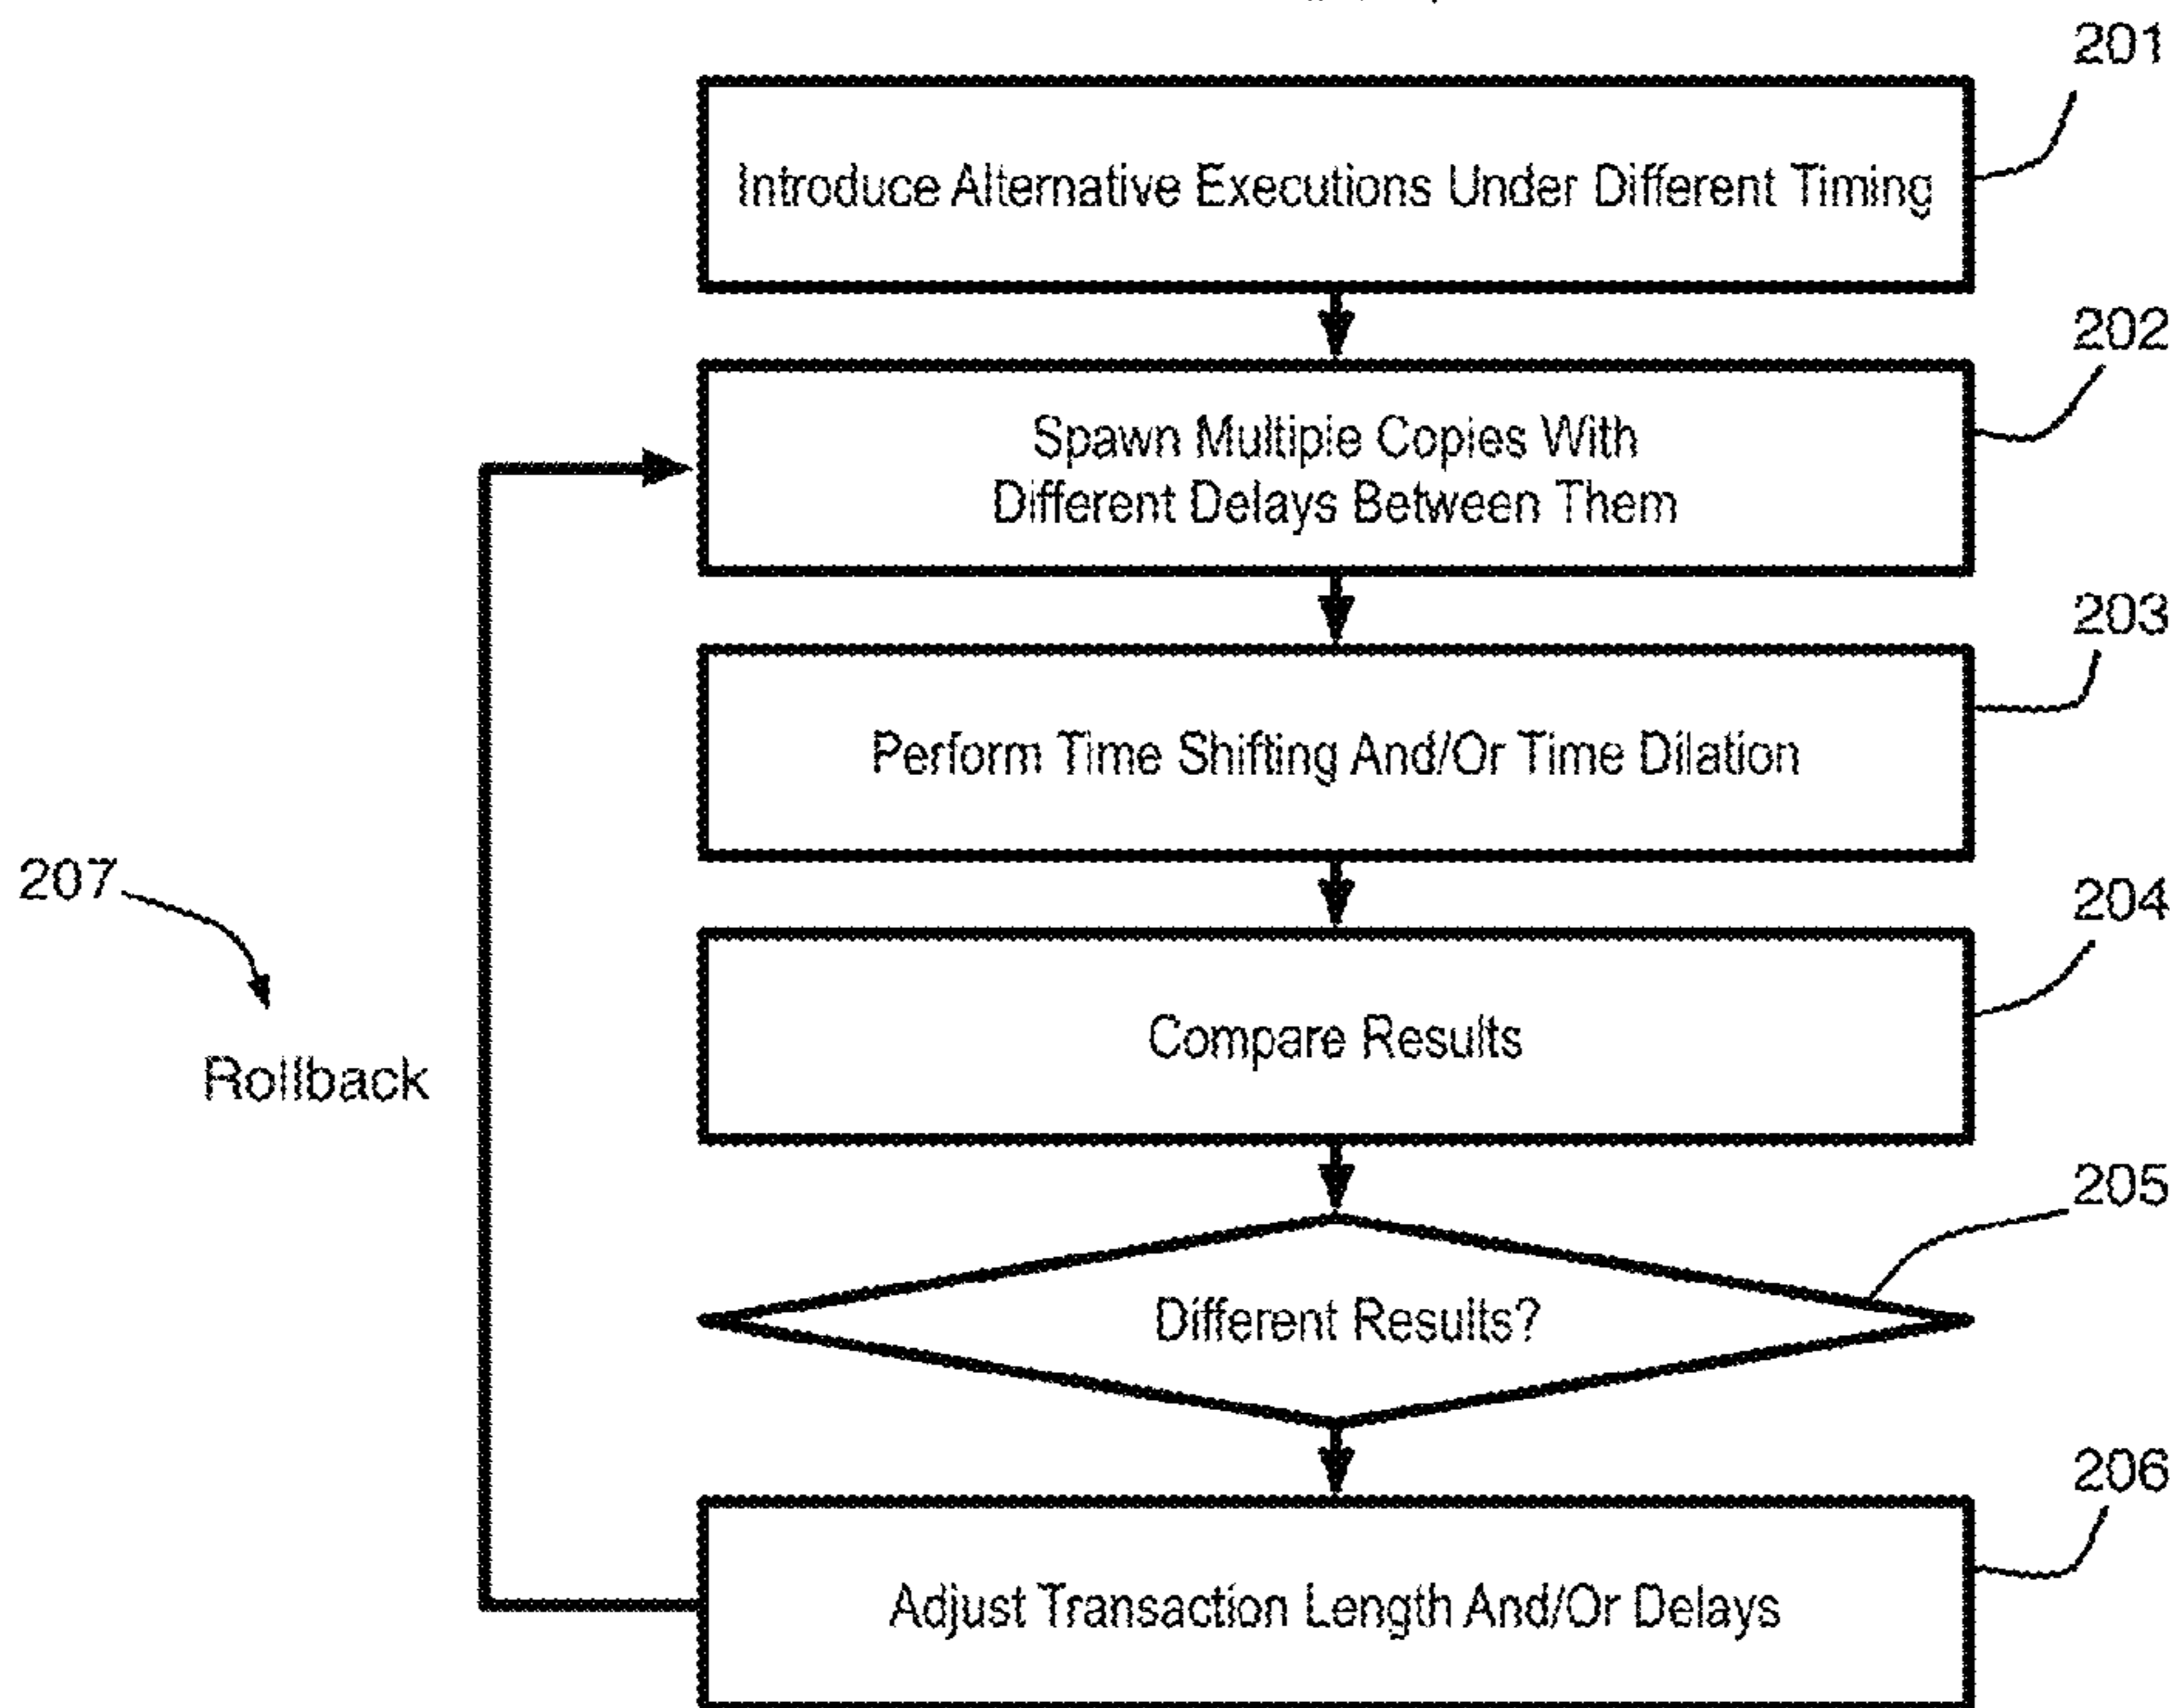 201
Introduce Alternative Executions Under Different Timing
202
Spawn Multiple Copies With
Different Delays Between Them
203
Perform Time Shifting And/Or Time Dilation
207
204
Compare Results
Rollback
205
Different Results?
206
Adjust Transaction Length And/Or Delays